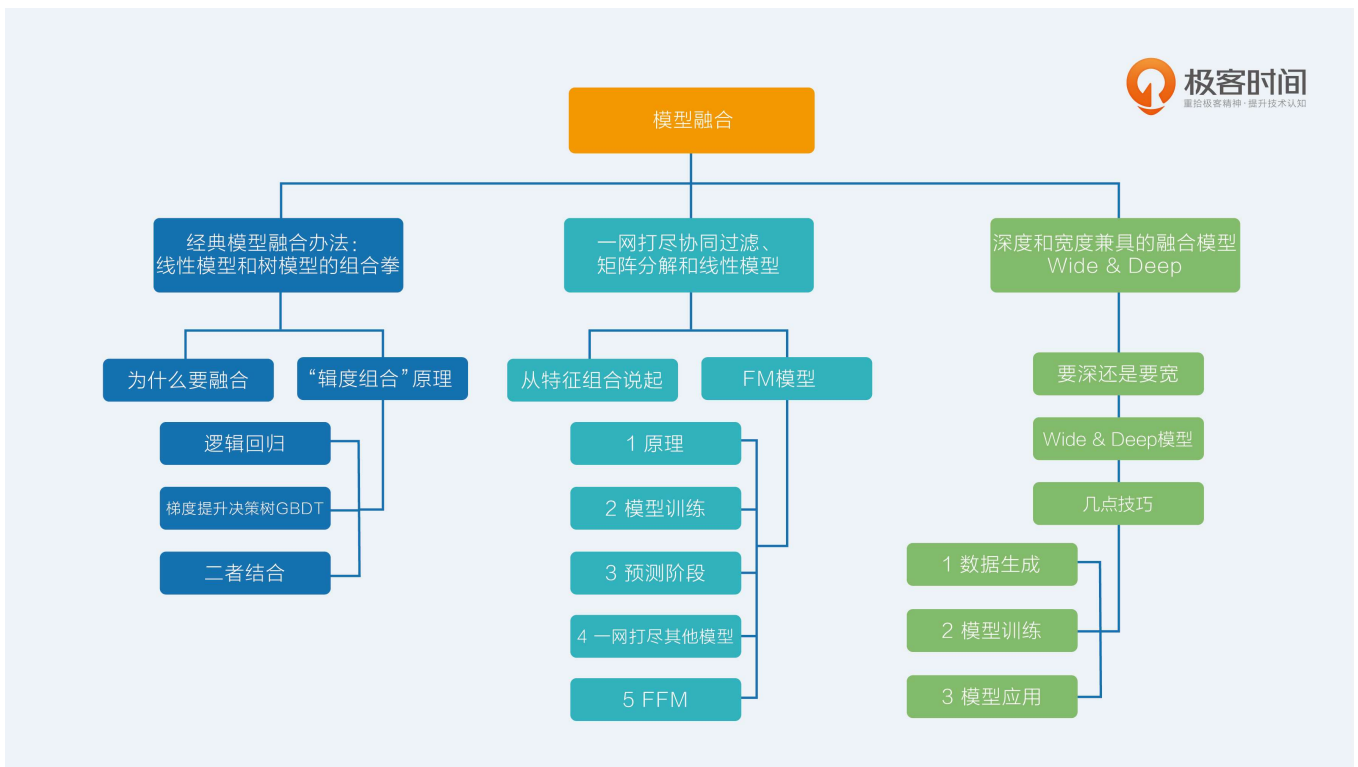 极客时间
重拾极客精神·提升技术认知
模型融合
经典模型融合办法：
线性模型和树模型的组合拳
一网打尽协同过滤、
矩阵分解和线性模型
深度和宽度兼具的融合模型
Wide & Deep
为什么要融合
“辑度组合”原理
从特征组合说起
FM模型
要深还是要宽
逻辑回归
梯度提升决策树GBDT
二者结合
1 原理
2 模型训练
3 预测阶段
4 一网打尽其他模型
5 FFM
Wide & Deep模型
几点技巧
1 数据生成
2 模型训练
3 模型应用